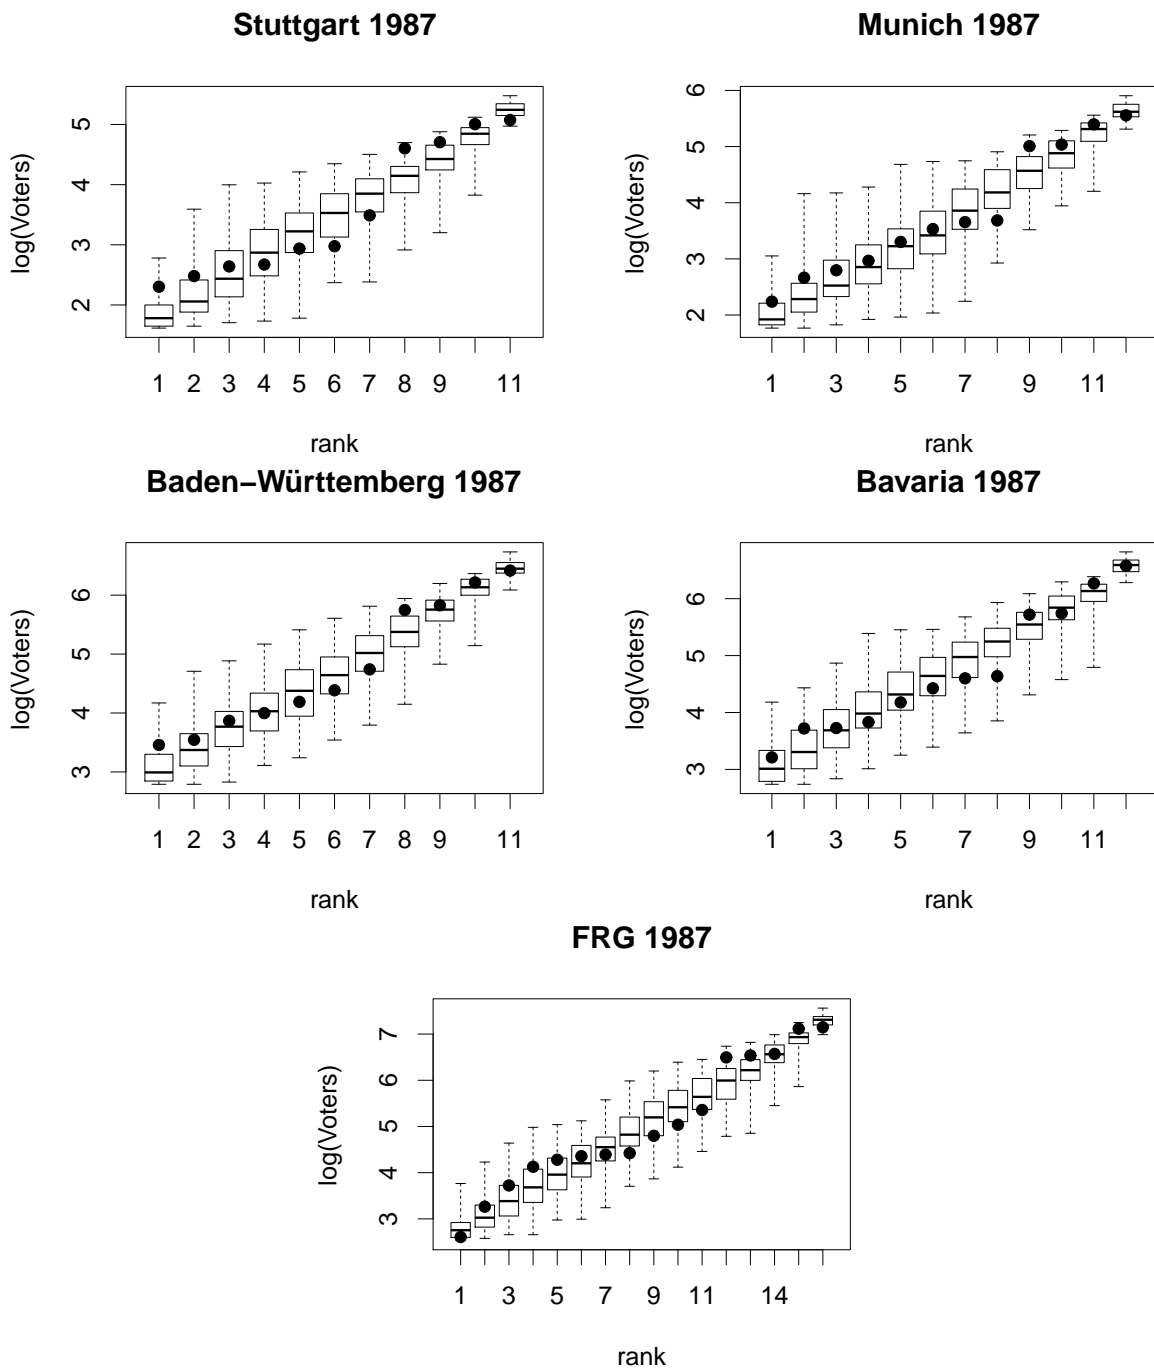 Stuttgart 1987
log(Voters)
5
4
3
2
1 2 3 4 5 6 7 8 9 11
rank
Munich 1987
log(Voters)
6
5
4
3
2
1 3 5 7 9 11
rank
Baden−Württemberg 1987
log(Voters)
6
5
4
3
1 2 3 4 5 6 7 8 9 11
rank
Bavaria 1987
log(Voters)
6
5
4
3
1 3 5 7 9 11
rank
FRG 1987
log(Voters)
7
6
5
4
3
1 3 5 7 9 11 14
rank